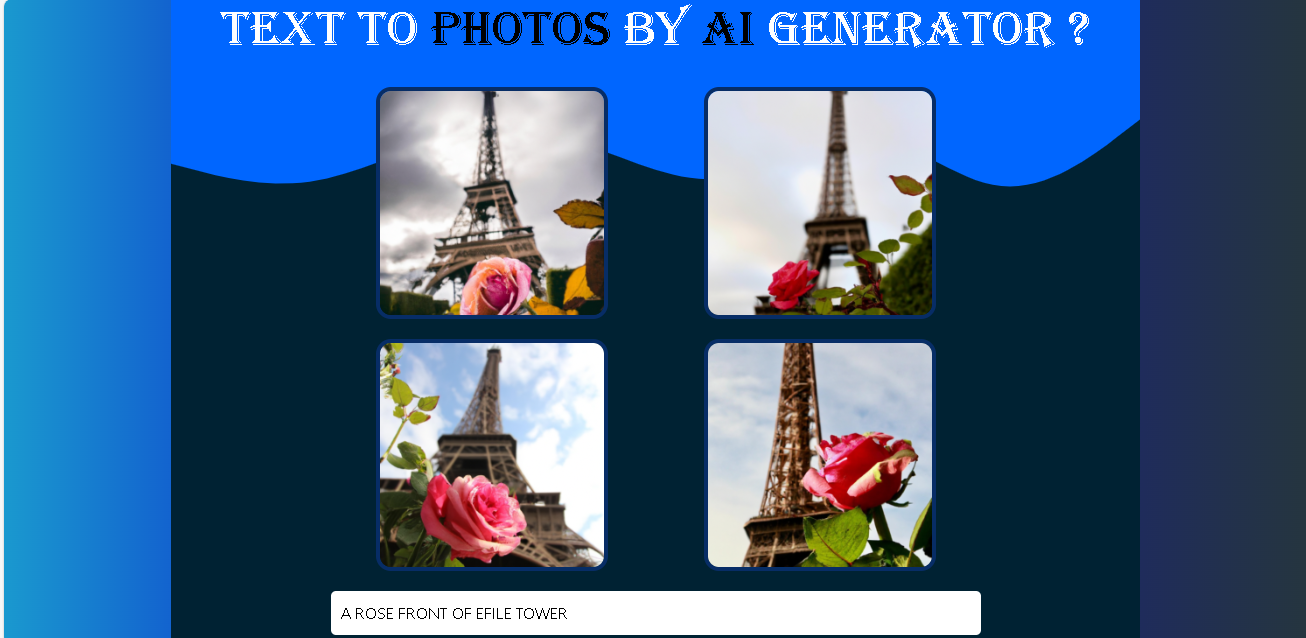 TEXT TO PHOTOS BY AI GENERATOR ?
A ROSE FRONT OF EFILE TOWER